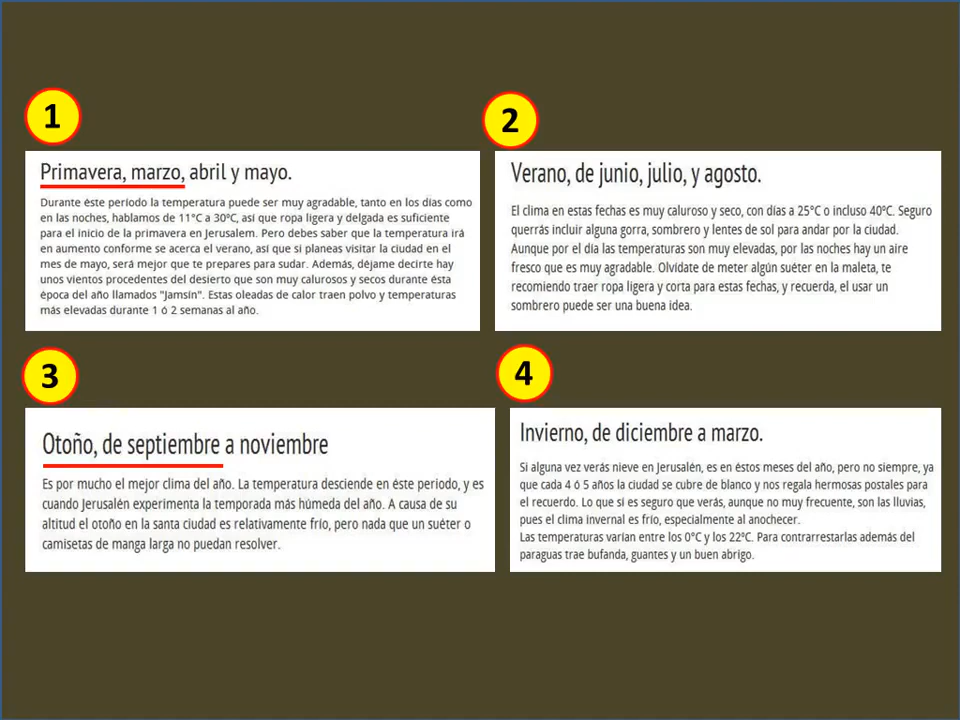 1
Primavera, marzo, abril y mayo.
Durante éste período la temperatura puede ser muy agradable, tanto en los días como
en las noches, hablamos de 11°C a 30ºC, asi que ropa ligera y delgada es suficiente
para el inicio de la primavera en Jerusalem. Pero debes saber que la temperatura irá
en aumento conforme se acerca el verano, así que si planeas visitar la ciudad en el
mes de mayo, será mejor que te prepares para sudar. Además, déjame decirte hay
unos vientos procedentes del desierto que son muy calurosos y secos durante ésta
época del año llamados "Jamsín". Estas oleadas de calor traen polvo y temperaturas
más elevadas durante 1 ó 2 semanas al año.
2
Verano, de junio, julio, y agosto.
El clima en estas fechas es muy caluroso y seco, con días a 25°C o incluso 40ºC. Seguro
querrás incluir alguna gorra, sombrero y lentes de sol para andar por la ciudad.
Aunque por el día las temperaturas son muy elevadas, por las noches hay un aire
fresco que es muy agradable. Olvídate de meter algún suéter en la maleta, te
recomiendo traer ropa ligera y corta para estas fechas, y recuerda, el usar un
sombrero puede ser una buena idea.
3
Otoño, de septiembre a noviembre
Es por mucho el mejor clima del año. La temperatura desciende en éste periodo, y es
cuando Jerusalén experimenta la temporada más húmeda del año. A causa de su
altitud el otoño en la santa ciudad es relativamente frío, pero nada que un suéter o
camisetas de manga larga no puedan resolver.
4
Invierno, de diciembre a marzo.
Si alguna vez verás nieve en Jerusalén, es en éstos meses del año, pero no siempre, ya
que cada 4 ó 5 años la ciudad se cubre de blanco y nos regala hermosas postales para
el recuerdo. Lo que si es seguro que verás, aunque no muy frecuente, son las lluvias,
pues el clima invernal es frío, especialmente al anochecer.
Las temperaturas varían entre los 0°C y los 22ºC. Para contrarrestarlas además del
paraguas trae bufanda, guantes y un buen abrigo.